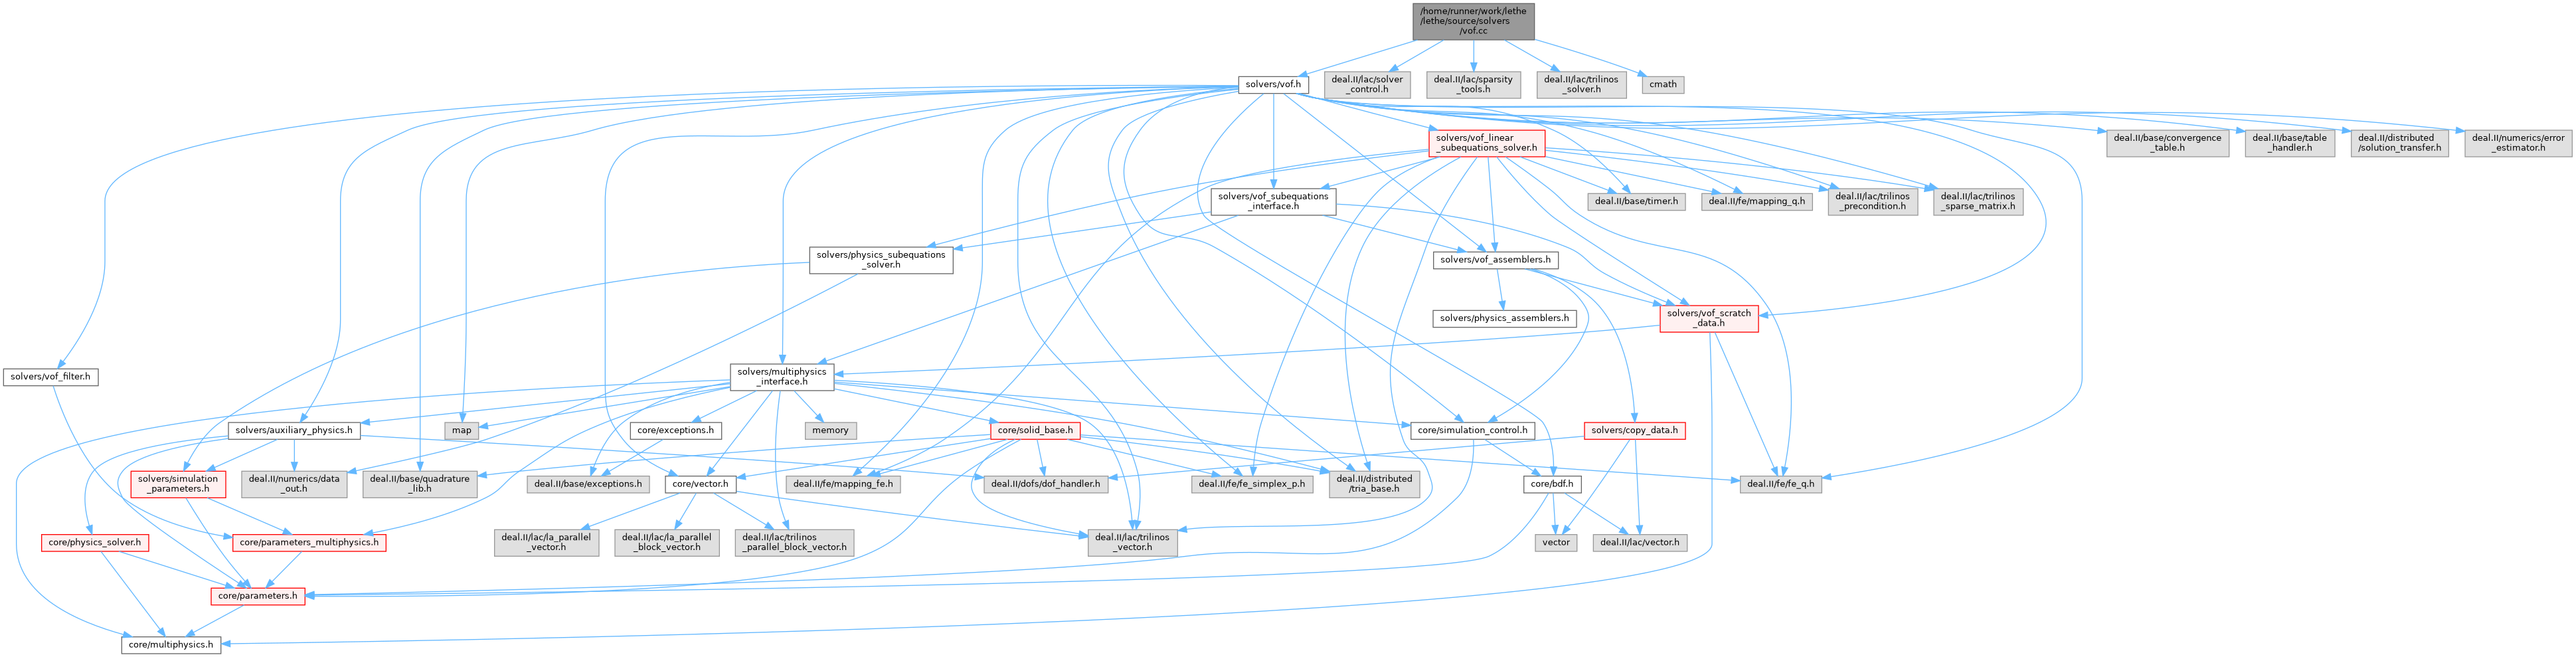 /home/runner/work/lethe
/lethe/source/solvers
/vof.cc
solvers/vof.h
deal.II/lac/solver
_control.h
deal.II/lac/sparsity
_tools.h
deal.II/lac/trilinos
_solver.h
cmath
solvers/vof_linear
_subequations_solver.h
deal.II/base/convergence
_table.h
deal.II/base/table
_handler.h
deal.II/distributed
/solution_transfer.h
deal.II/numerics/error
_estimator.h
solvers/vof_subequations
_interface.h
deal.II/base/timer.h
deal.II/fe/mapping_q.h
deal.II/lac/trilinos
_precondition.h
deal.II/lac/trilinos
_sparse_matrix.h
solvers/physics_subequations
_solver.h
solvers/vof_assemblers.h
solvers/physics_assemblers.h
solvers/vof_scratch
_data.h
solvers/vof_filter.h
solvers/multiphysics
_interface.h
solvers/auxiliary_physics.h
map
core/exceptions.h
memory
core/solid_base.h
core/simulation_control.h
solvers/copy_data.h
solvers/simulation
_parameters.h
deal.II/numerics/data
_out.h
deal.II/base/quadrature
_lib.h
deal.II/base/exceptions.h
core/vector.h
deal.II/fe/mapping_fe.h
deal.II/dofs/dof_handler.h
deal.II/fe/fe_simplex_p.h
deal.II/distributed
/tria_base.h
core/bdf.h
deal.II/fe/fe_q.h
core/physics_solver.h
core/parameters_multiphysics.h
deal.II/lac/la_parallel
_vector.h
deal.II/lac/la_parallel
_block_vector.h
deal.II/lac/trilinos
_parallel_block_vector.h
deal.II/lac/trilinos
_vector.h
vector
deal.II/lac/vector.h
core/parameters.h
core/multiphysics.h